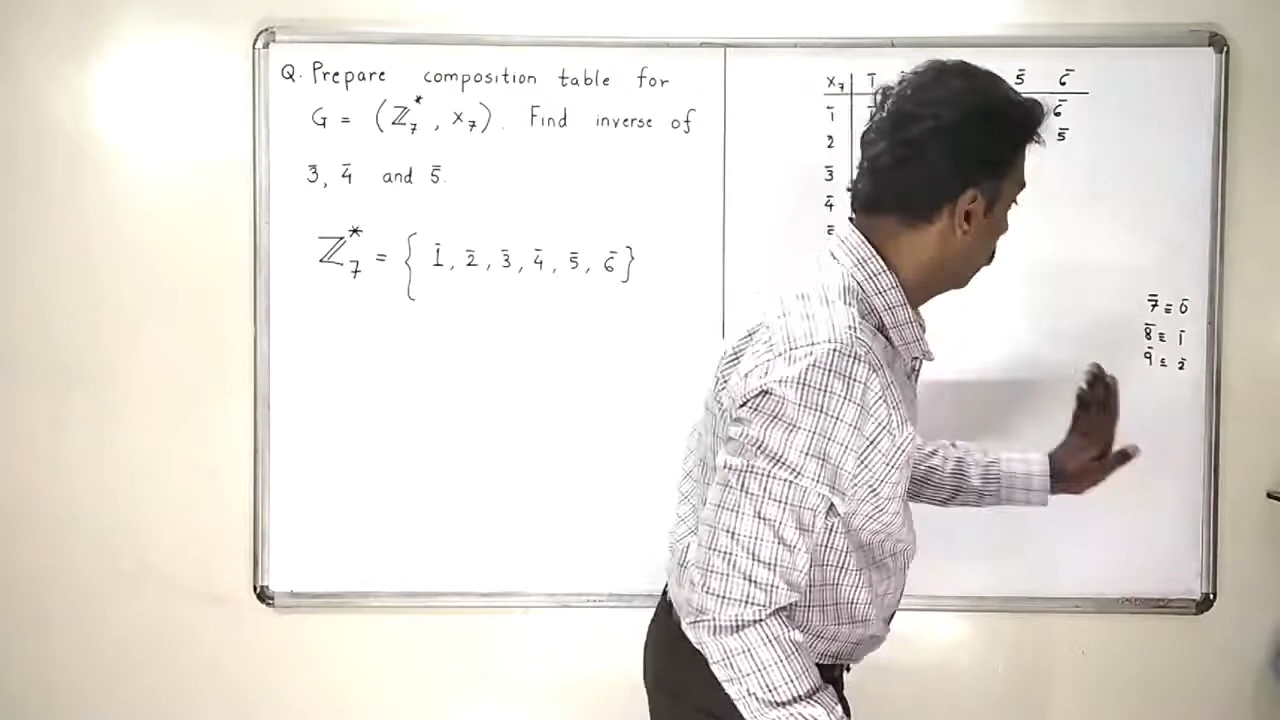 Q. Prepare composition table for
G = (ℤ₇*, ×₇). Find inverse of
3̄, 4̄ and 5̄.
ℤ₇* = { 1̄, 2̄, 3̄, 4̄, 5̄, 6̄ }
×₇ 1̄ 5̄ 6̄
1̄ 6̄
2̄ 5̄
3̄
4̄
7̄ ≡ 0̄
8̄ ≡ 1̄
9̄ ≡ 2̄